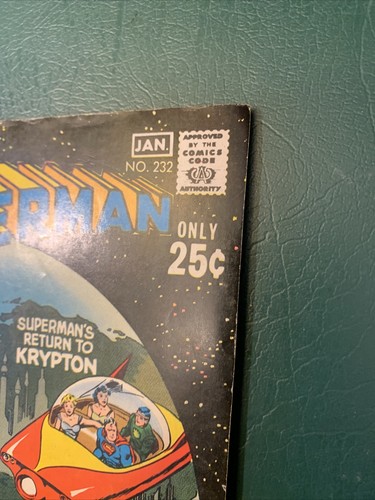 JAN.
NO. 232
APPROVED
BY THE
COMICS
CODE
CA
AUTHORITY
ERMAN
ONLY
25¢
SUPERMAN'S
RETURN TO
KRYPTON